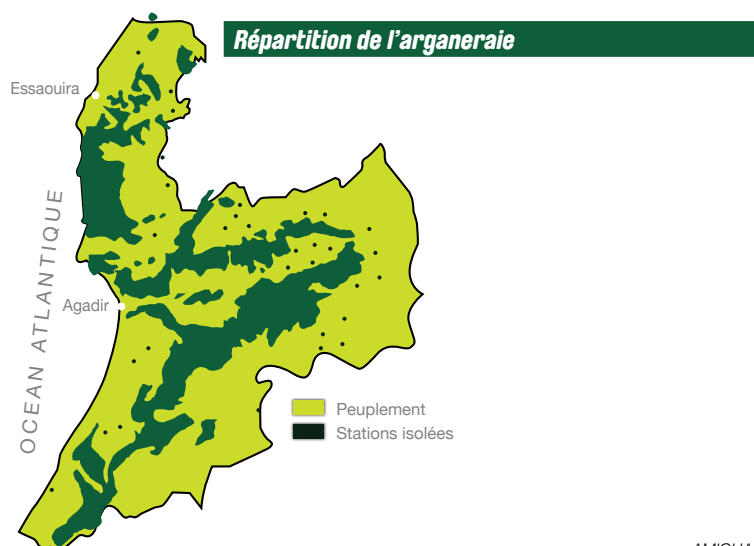 Répartition de l'arganeraie
Essaouira
OCEAN ATLANTIQUE
Agadir
Peuplement
Stations isolées